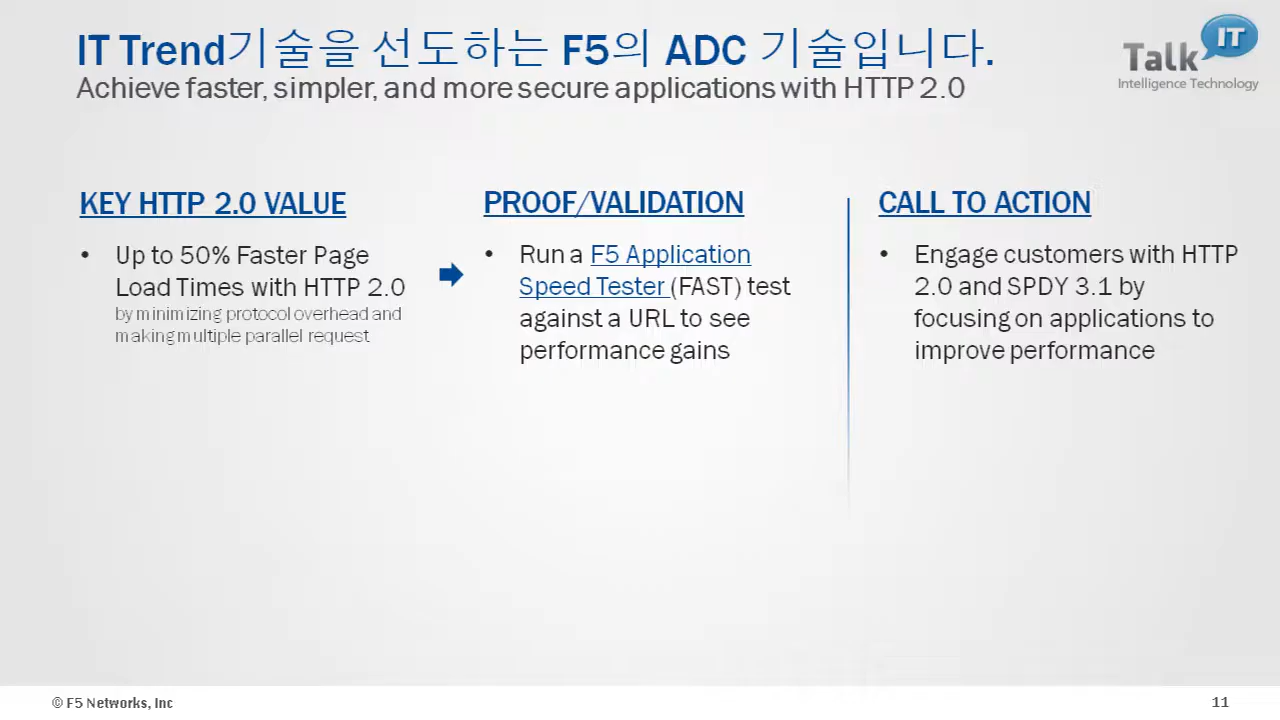 IT Trend기술을 선도하는 F5의 ADC 기술입니다.
Achieve faster, simpler, and more secure applications with HTTP 2.0
Talk IT
Intelligence Technology
KEY HTTP 2.0 VALUE
• Up to 50% Faster Page
Load Times with HTTP 2.0
by minimizing protocol overhead and
making multiple parallel request
PROOF/VALIDATION
• Run a F5 Application
Speed Tester (FAST) test
against a URL to see
performance gains
CALL TO ACTION
• Engage customers with HTTP
2.0 and SPDY 3.1 by
focusing on applications to
improve performance
© F5 Networks, Inc
11